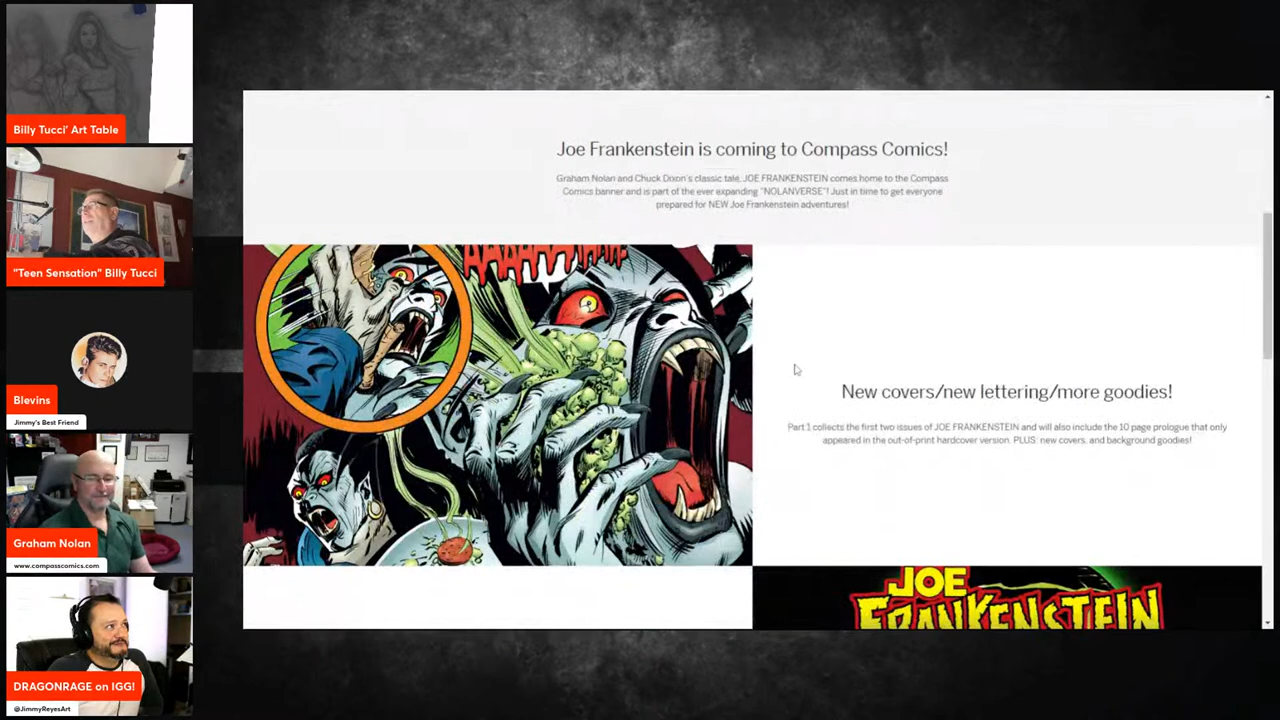 Billy Tucci' Art Table
"Teen Sensation" Billy Tucci
Blevins
Jimmy's Best Friend
Graham Nolan
www.compasscomics.com
DRAGONRAGE on IGG!
@JimmyReyesArt
Joe Frankenstein is coming to Compass Comics!
Graham Nolan and Chuck Dixon's classic tale, JOE FRANKENSTEIN comes home to the Compass
Comics banner and is part of the ever expanding "NOLANVERSE"! Just in time to get everyone
prepared for NEW Joe Frankenstein adventures!
New covers/new lettering/more goodies!
Part 1 collects the first two issues of JOE FRANKENSTEIN and will also include the 10 page prologue that only
appeared in the out-of-print hardcover version. PLUS: new covers, and background goodies!
JOE
FRANKENSTEIN